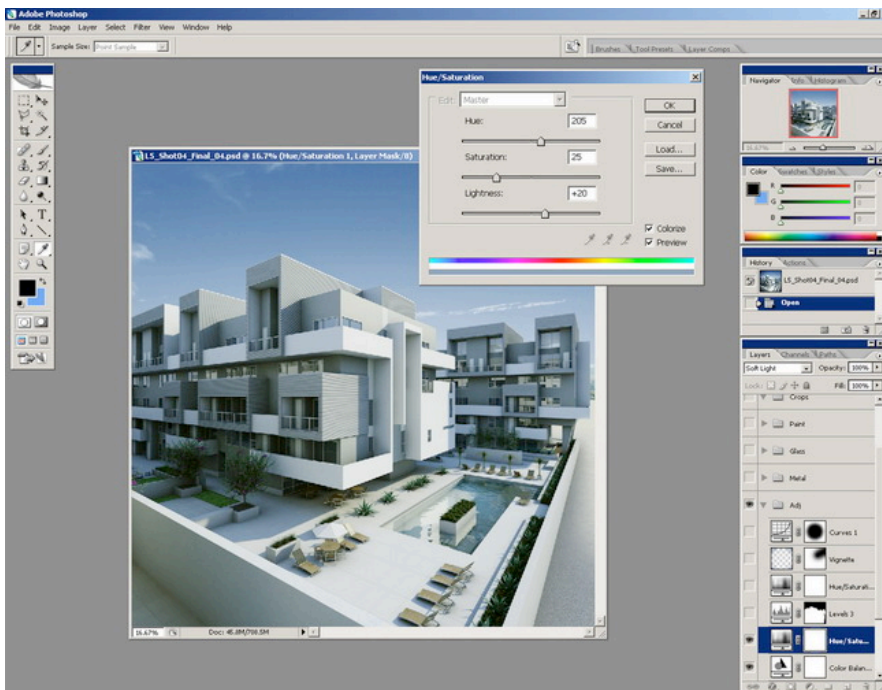 Adobe Photoshop
File Edit Image Layer Select Filter View Window Help
Sample Size: Point Sample
Brushes Tool Presets Layer Comps
Hue/Saturation
Edit: Master
Hue: 205
Saturation: 25
Lightness: +20
OK
Cancel
Load...
Save...
Colorize
Preview
L5_Shot04_Final_04.psd @ 16.7% (Hue/Saturation 1, Layer Mask/8)
16.67% Doc: 45.8M/708.5M
Navigator Info Histogram
16.67%
Color Swatches Styles
R
G
B
History Actions
L5_Shot04_Final_04.psd
Open
Layers Channels Paths
Soft Light Opacity: 100%
Lock: Fill: 100%
Crops
Paint
Glass
Metal
Adj
Curves 1
Vignette
Hue/Saturati...
Levels 3
Hue/Satu...
Color Balan...